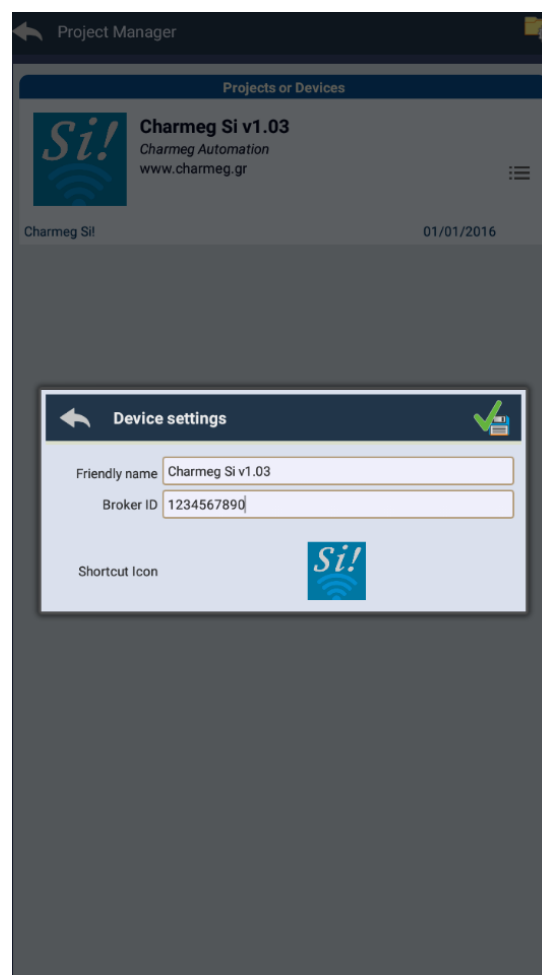 Project Manager
Projects or Devices
Si!
Charmeg Si v1.03
Charmeg Automation
www.charmeg.gr
Charmeg Si!
01/01/2016
Device settings
Friendly name Charmeg Si v1.03
Broker ID 1234567890
Shortcut Icon
Si!